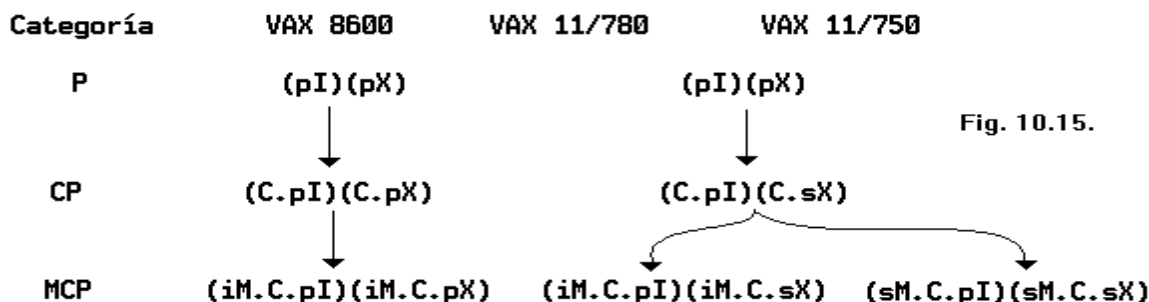 Categoría VAX 8600 VAX 11/780 VAX 11/750
P (pI)(pX) (pI)(pX)
Fig. 10.15.
CP (C.pI)(C.pX) (C.pI)(C.sX)
MCP (iM.C.pI)(iM.C.pX) (iM.C.pI)(iM.C.sX) (sM.C.pI)(sM.C.sX)